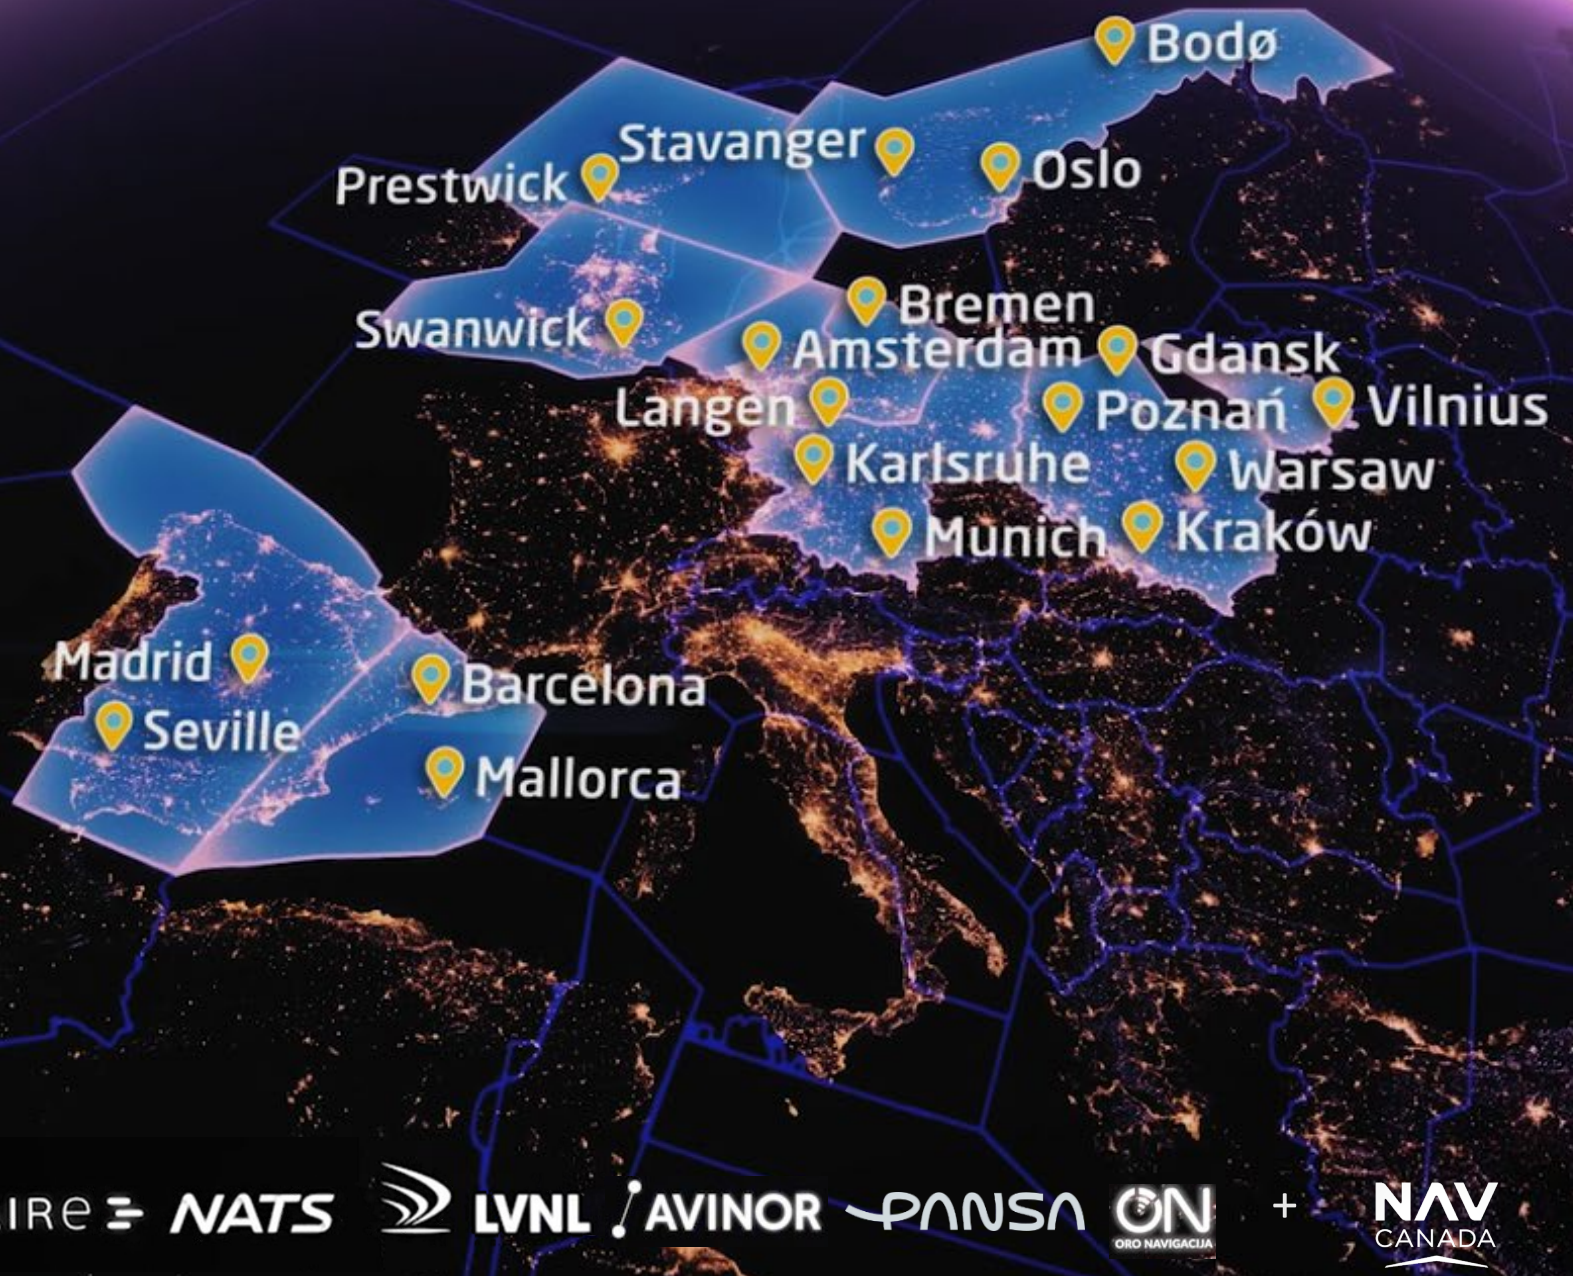 Bodø
Stavanger
Prestwick
Oslo
Bremen
Swanwick
Amsterdam
Gdansk
Langen
Poznań
Vilnius
Karlsruhe
Warsaw
Munich
Kraków
Madrid
Barcelona
Seville
Mallorca
IRe NATS LVNL AVINOR PANSA ON + NAV
ORO NAVIGACIJA CANADA